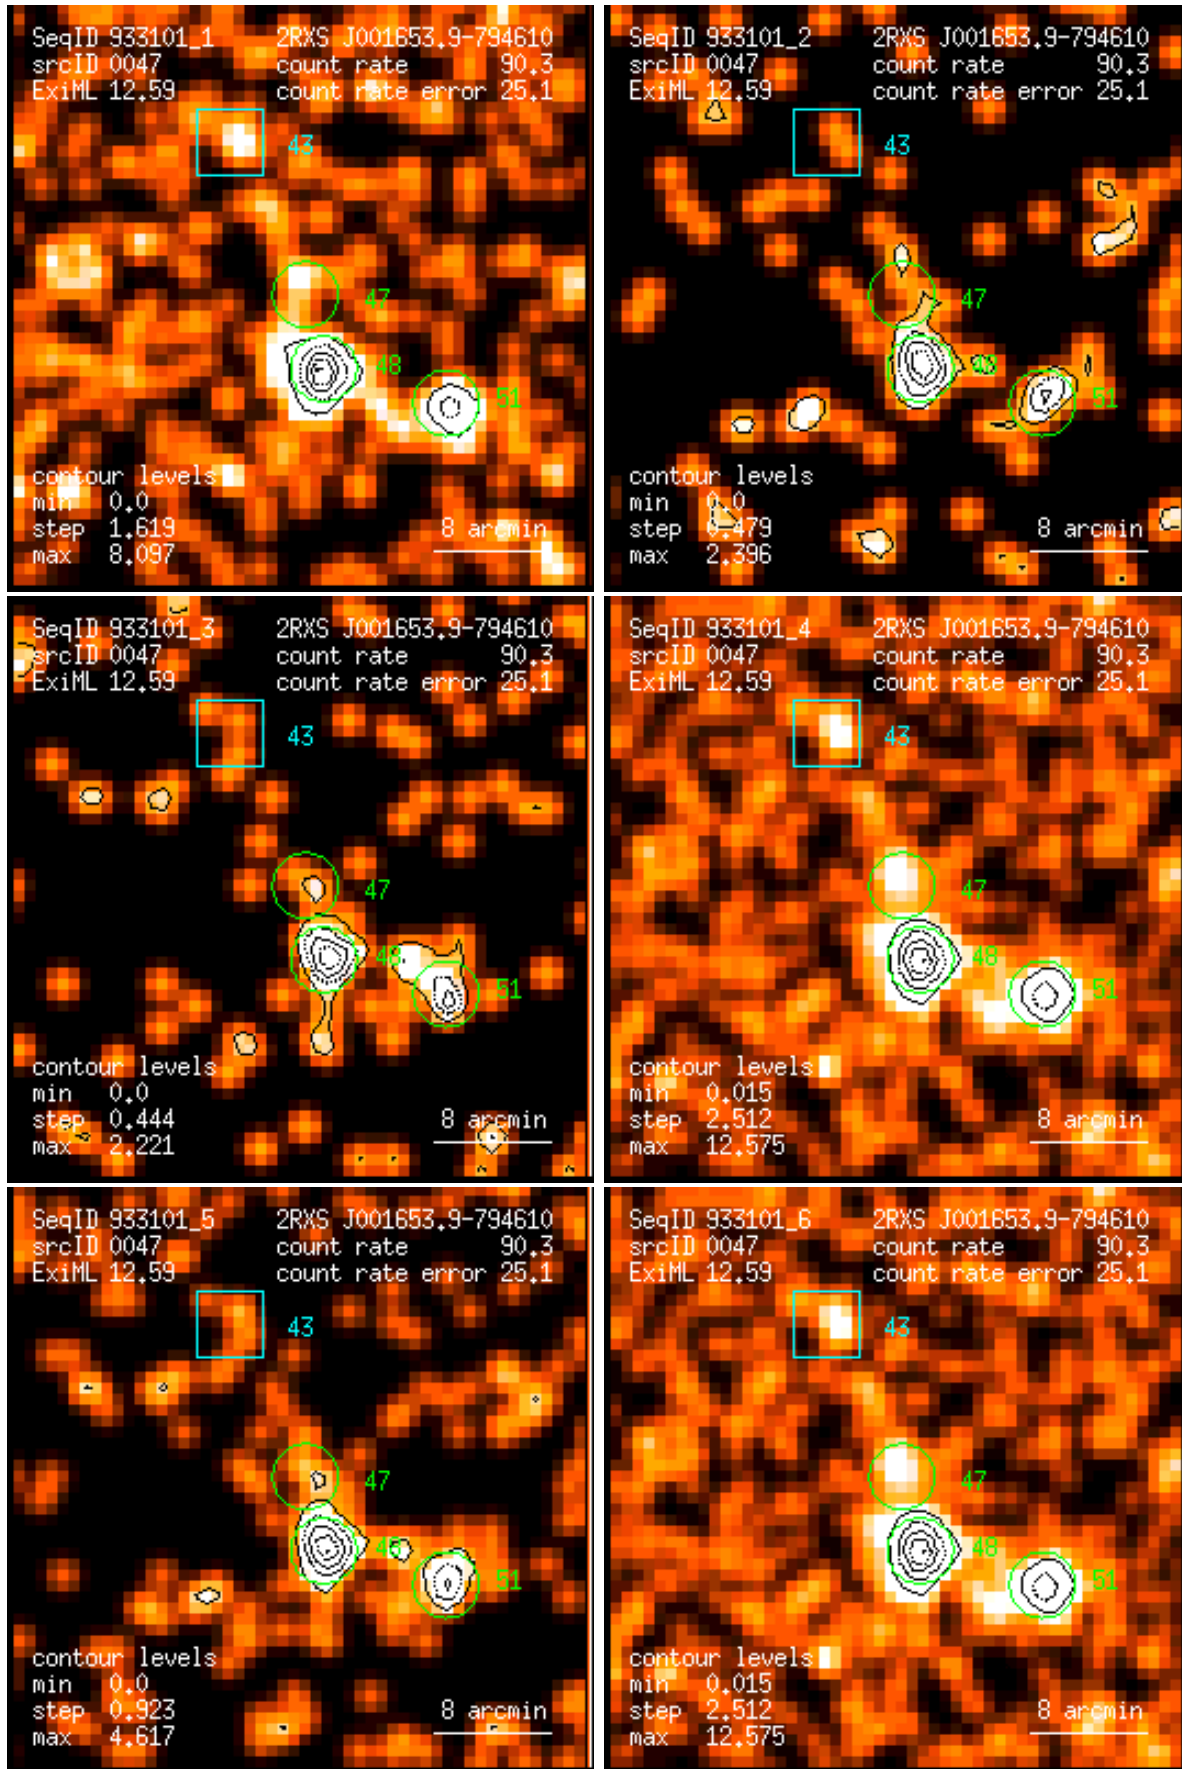 SeqID 933101_1 2RXS J001653.9-794610
srcID 0047 count rate 90.3
ExiML 12.59 count rate error 25.1
43
47
48
51
contour levels
min 0.0
step 1.619 8 arcmin
max 8.097
SeqID 933101_2 2RXS J001653.9-794610
srcID 0047 count rate 90.3
ExiML 12.59 count rate error 25.1
43
47
48
51
contour levels
min 0.0
step 0.479 8 arcmin
max 2.396
SeqID 933101_3 2RXS J001653.9-794610
srcID 0047 count rate 90.3
ExiML 12.59 count rate error 25.1
43
47
48
51
contour levels
min 0.0
step 0.444 8 arcmin
max 2.221
SeqID 933101_4 2RXS J001653.9-794610
srcID 0047 count rate 90.3
ExiML 12.59 count rate error 25.1
43
47
48
51
contour levels
min 0.015
step 2.512 8 arcmin
max 12.575
SeqID 933101_5 2RXS J001653.9-794610
srcID 0047 count rate 90.3
ExiML 12.59 count rate error 25.1
43
47
48
51
contour levels
min 0.0
step 0.923 8 arcmin
max 4.617
SeqID 933101_6 2RXS J001653.9-794610
srcID 0047 count rate 90.3
ExiML 12.59 count rate error 25.1
43
47
48
51
contour levels
min 0.015
step 2.512 8 arcmin
max 12.575